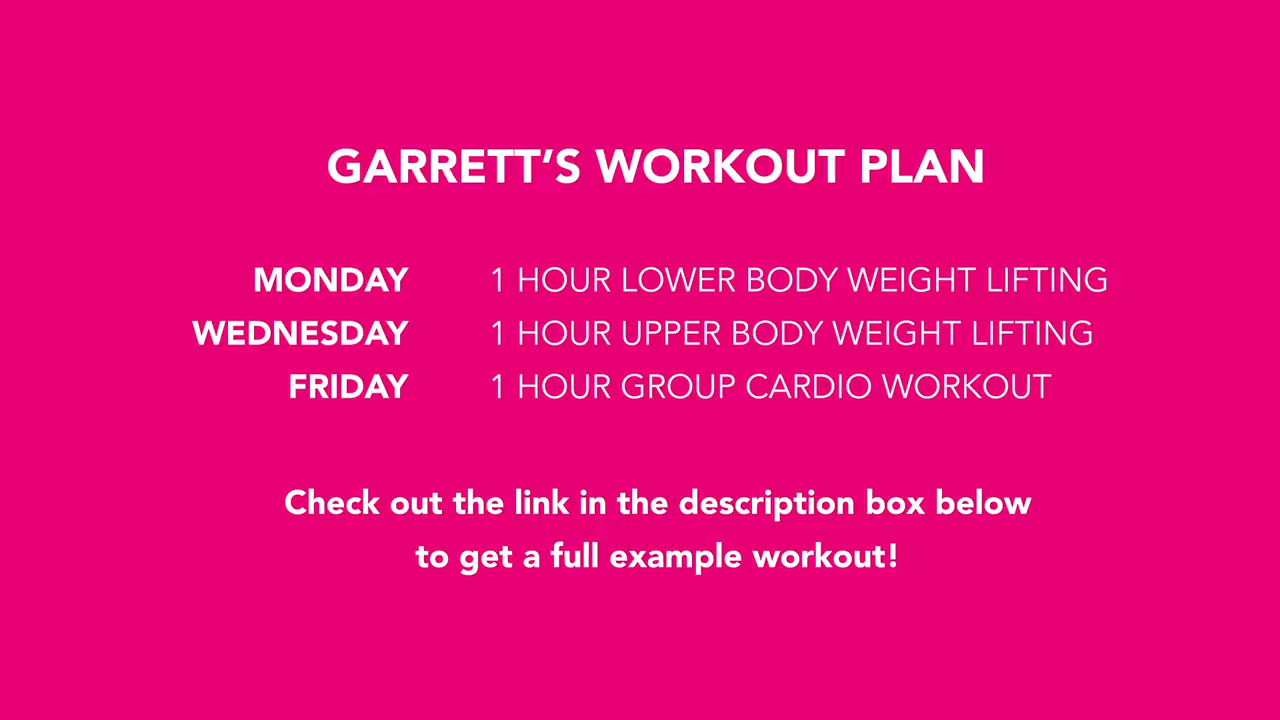 GARRETT’S WORKOUT PLAN
MONDAY 1 HOUR LOWER BODY WEIGHT LIFTING
WEDNESDAY 1 HOUR UPPER BODY WEIGHT LIFTING
FRIDAY 1 HOUR GROUP CARDIO WORKOUT
Check out the link in the description box below
to get a full example workout!